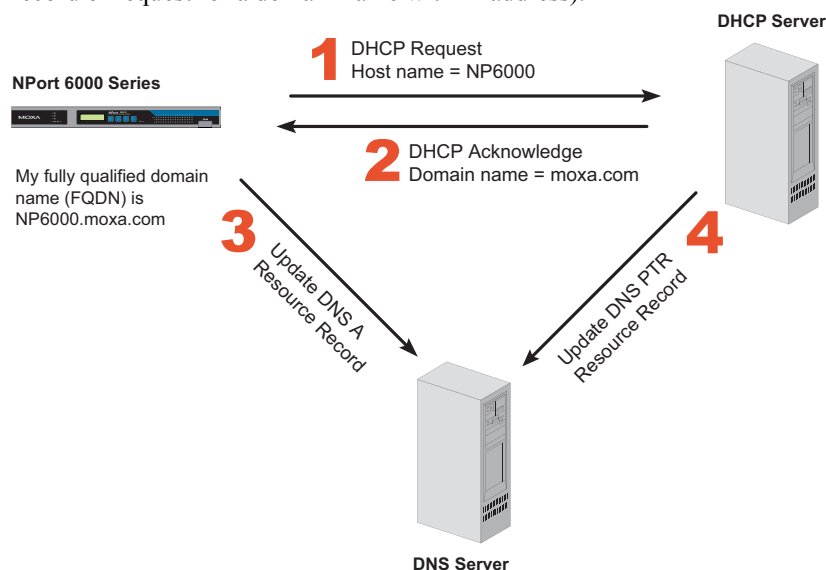 DHCP Server
1
DHCP Request
Host name = NP6000
NPort 6000 Series
MOXA
2
DHCP Acknowledge
Domain name = moxa.com
My fully qualified domain
name (FQDN) is
NP6000.moxa.com
3
Update DNS A
Resource Record
4
Update DNS PTR
Resource Record
DNS Server